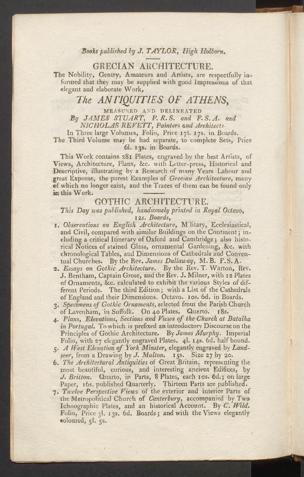 Books published by J. TAYLOR, High Holborn.
GRECIAN ARCHITECTURE.
The Nobility, Gentry, Amateurs and Artists, are respectfully in-
formed that they may be supplied with good Impressions of that
elegant and elaborate Work,
The ANTIQUITIES OF ATHENS,
MEASURED AND DELINEATED
By JAMES STUART, F. R. S. and F. S. A. and
NICHOLAS REVETT, Painters and Architects
In Three large Volumes, Folio, Price 17l. 17s. in Boards.
The Third Volume may be had separate, to complete Sets, Price
6l. 13s. in Boards.
This Work contains 281 Plates, engraved by the best Artists, of
Views, Architecture, Plans, &c. with Letter-press, Historical and
Descriptive, illustrating by a Research of many Years Labour and
great Expense, the purest Examples of Grecian Architecture, many
of which no longer exist, and the Traces of them can be found only
in this Work.
GOTHIC ARCHITECTURE.
This Day was published, handsomely printed in Royal Octavo,
12s. Boards,
1. Observations on English Architecture, Military, Ecclesiastical,
and Civil, compared with similar Buildings on the Continent; in-
cluding a critical Itinerary of Oxford and Cambridge; also histo-
rical Notices of stained Glass, ornamental Gardening, &c. with
chronological Tables, and Dimensions of Cathedrals and Conven-
tual Churches. By the Rev. James Dallaway, M. B. F. S. A.
2. Essays on Gothic Architecture. By the Rev. T. Warton, Rev.
J. Bentham, Captain Grose, and the Rev. J. Milner, with 12 Plates
of Ornaments, &c. calculated to exhibit the various Styles of dif-
ferent Periods. The third Edition; with a List of the Cathedrals
of England and their Dimensions. Octavo. 10s. 6d. in Boards.
3. Specimens of Gothic Ornaments, selected from the Parish Church
of Lavenham, in Suffolk. On 40 Plates. Quarto. 18s.
4. Plans, Elevations, Sections and Views of the Church at Batalha
in Portugal. To which is prefixed an introductory Discourse on the
Principles of Gothic Architecture. By James Murphy. Imperial
Folio, with 27 elegantly engraved Plates. 4l. 14s. 6d. half bound.
5. A West Elevation of York Minster, elegantly engraved by Land-
seer, from a Drawing by J. Malton. 15s. Size 27 by 20.
6. The Architectural Antiquities of Great Britain, representing the
most beautiful, curious, and interesting ancient Edifices, by
J. Britton. Quarto, in Parts, 8 Plates, each 10s. 6d.; on large
Paper, 16s. published Quarterly. Thirteen Parts are published.
7. Twelve Perspective Views of the exterior and interior Parts of
the Metropolitical Church of Canterbury, accompanied by Two
Ichnographic Plates, and an historical Account. By C. Wild.
Folio, Price 3l. 13s. 6d. Boards; and with the Views elegantly
coloured, 5l. 5s.